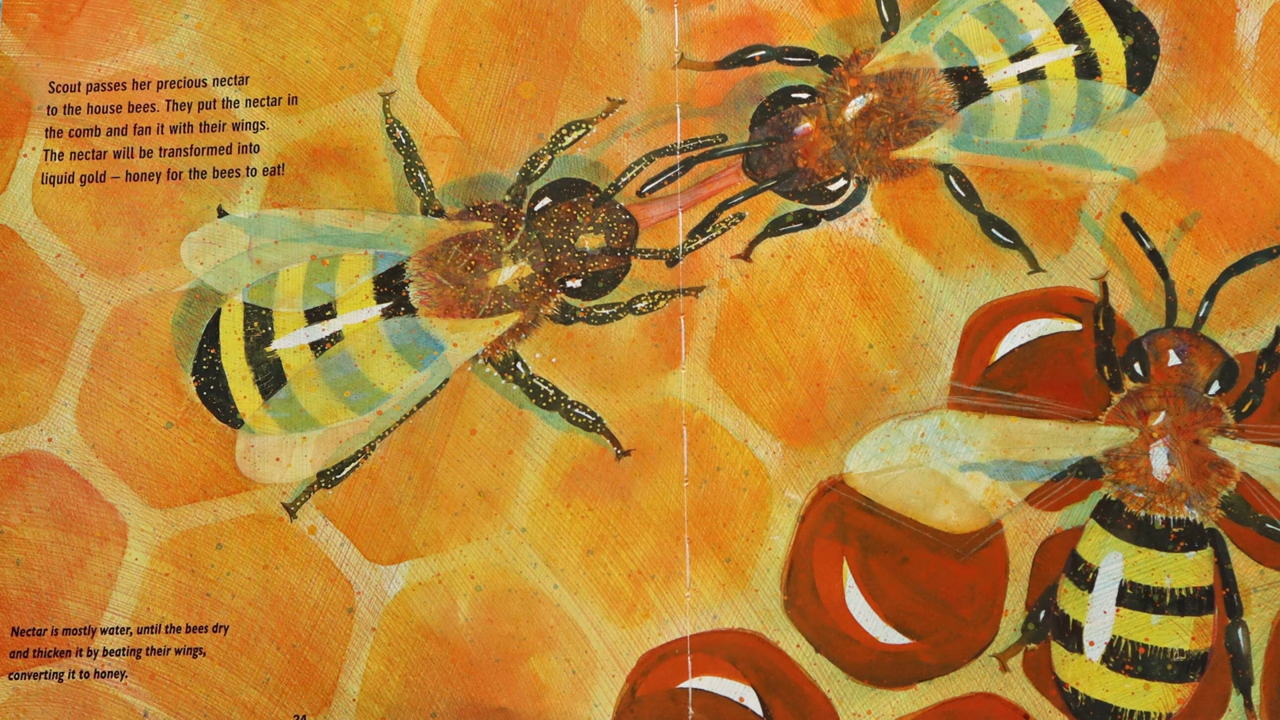 Scout passes her precious nectar
to the house bees. They put the nectar in
the comb and fan it with their wings.
The nectar will be transformed into
liquid gold – honey for the bees to eat!
Nectar is mostly water, until the bees dry
and thicken it by beating their wings,
converting it to honey.
24